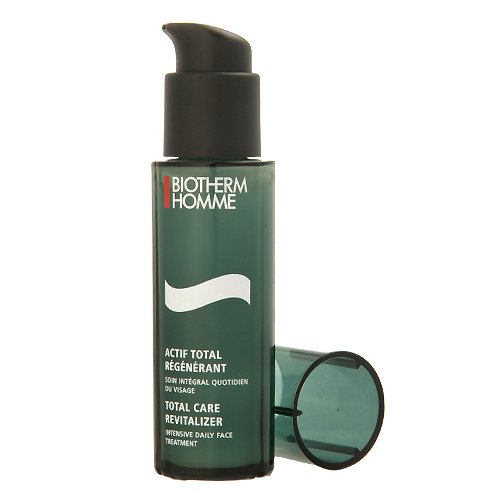 BIOTHERM
HOMME
ACTIF TOTAL
RÉGÉNÉRANT
SOIN INTÉGRAL QUOTIDIEN
DU VISAGE
TOTAL CARE
REVITALIZER
INTENSIVE DAILY FACE
TREATMENT